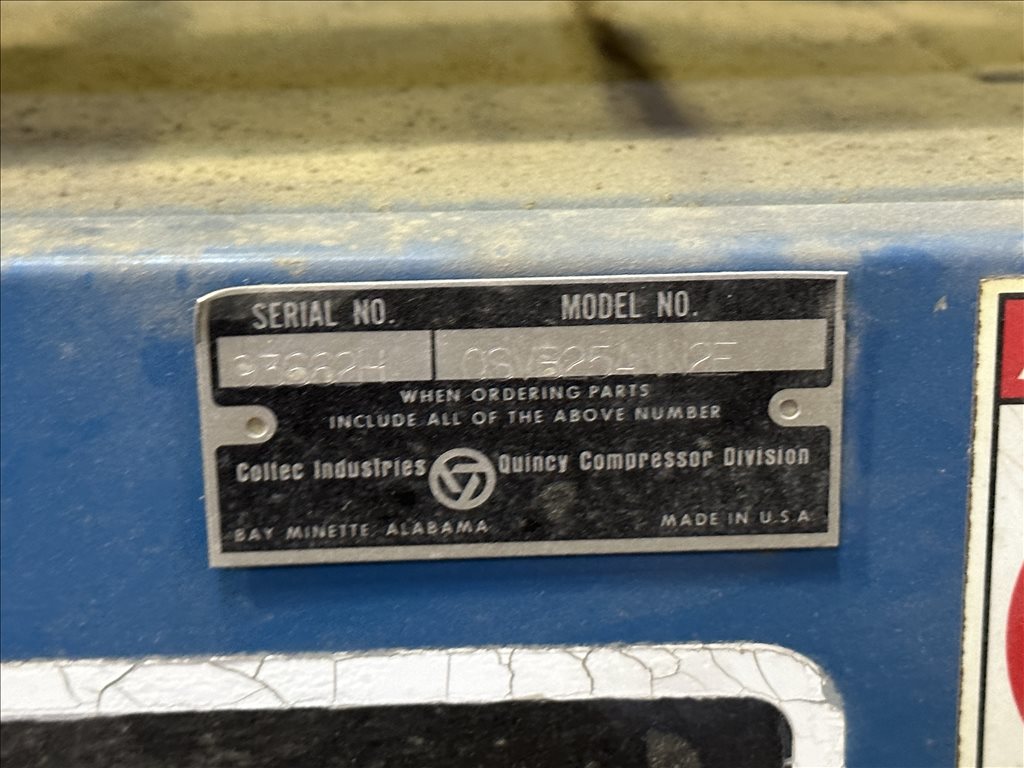 SERIAL NO. MODEL NO.
WHEN ORDERING PARTS
INCLUDE ALL OF THE ABOVE NUMBER
Coltec Industries Quincy Compressor Division
BAY MINETTE, ALABAMA MADE IN U.S.A.